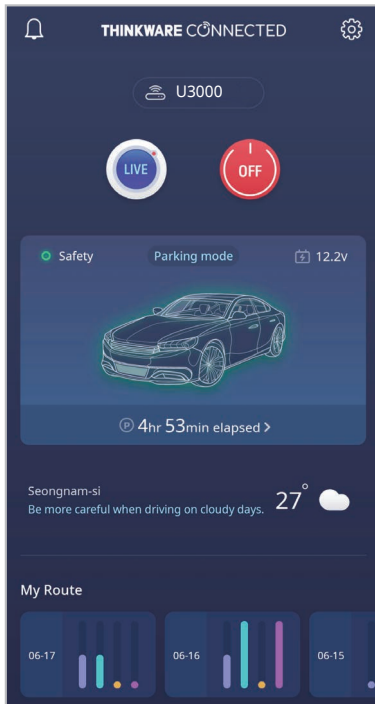 THINKWARE CONNECTED
U3000
LIVE
OFF
Safety Parking mode 12.2v
P 4hr 53min elapsed >
Seongnam-si
Be more careful when driving on cloudy days. 27°
My Route
06-17 06-16 06-15